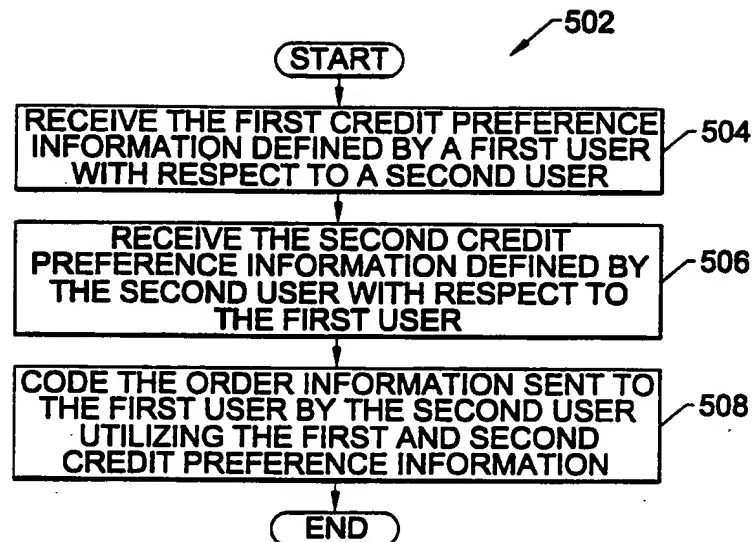 502
START
RECEIVE THE FIRST CREDIT PREFERENCE
INFORMATION DEFINED BY A FIRST USER
WITH RESPECT TO A SECOND USER
504
RECEIVE THE SECOND CREDIT
PREFERENCE INFORMATION DEFINED BY
THE SECOND USER WITH RESPECT TO
THE FIRST USER
506
CODE THE ORDER INFORMATION SENT TO
THE FIRST USER BY THE SECOND USER
UTILIZING THE FIRST AND SECOND
CREDIT PREFERENCE INFORMATION
508
END